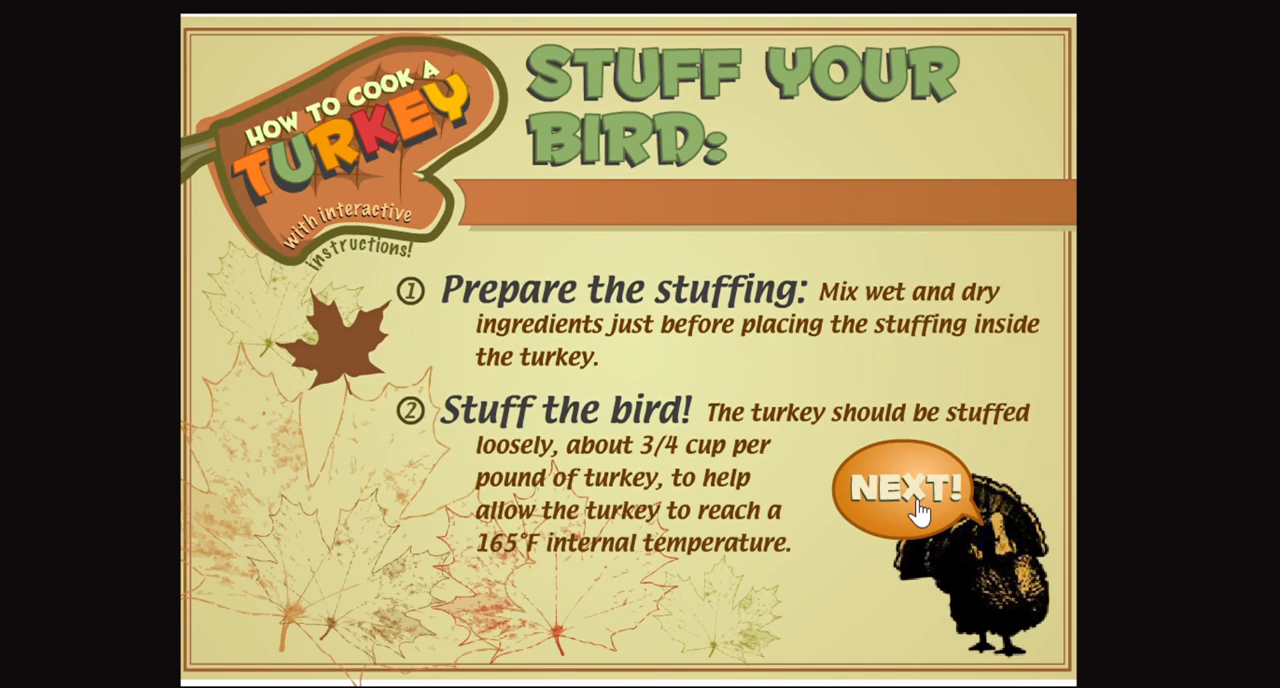 HOW TO COOK A
TURKEY
with interactive
instructions!
STUFF YOUR
BIRD:
① Prepare the stuffing: Mix wet and dry
ingredients just before placing the stuffing inside
the turkey.
② Stuff the bird! The turkey should be stuffed
loosely, about 3/4 cup per
pound of turkey, to help
allow the turkey to reach a
165°F internal temperature.
NEXT!